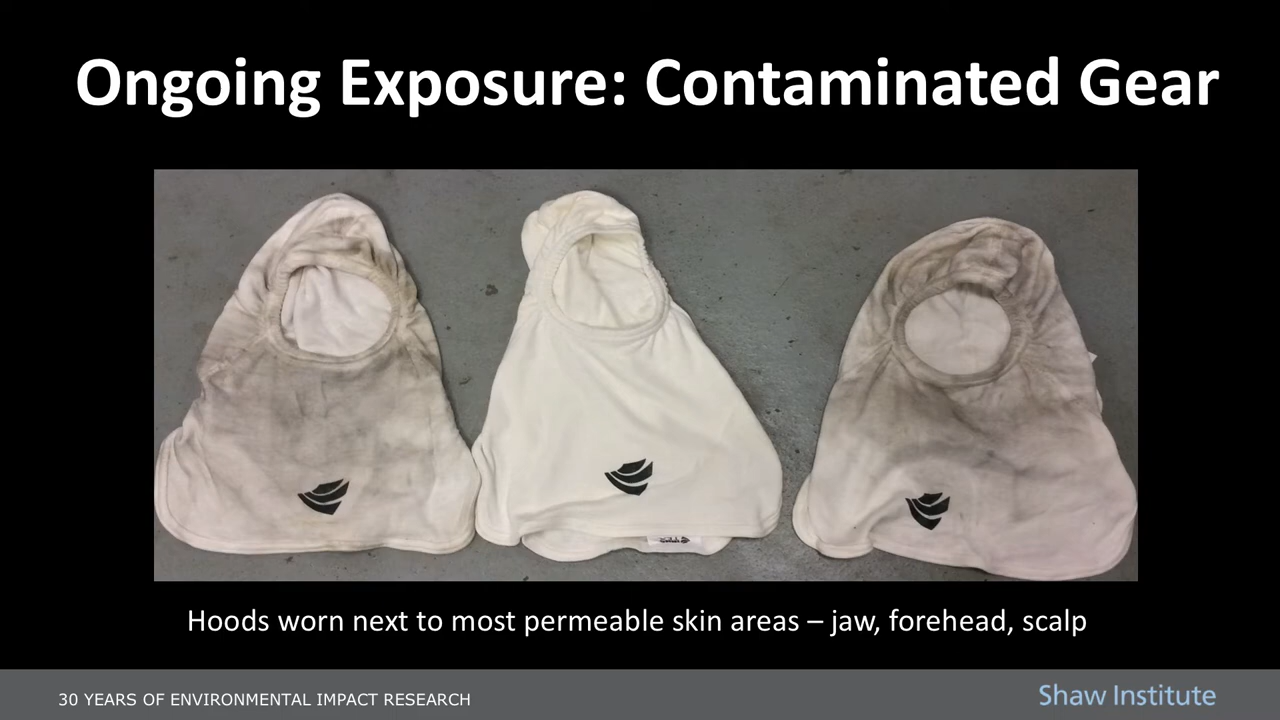 Ongoing Exposure: Contaminated Gear
Hoods worn next to most permeable skin areas – jaw, forehead, scalp
30 YEARS OF ENVIRONMENTAL IMPACT RESEARCH
Shaw Institute